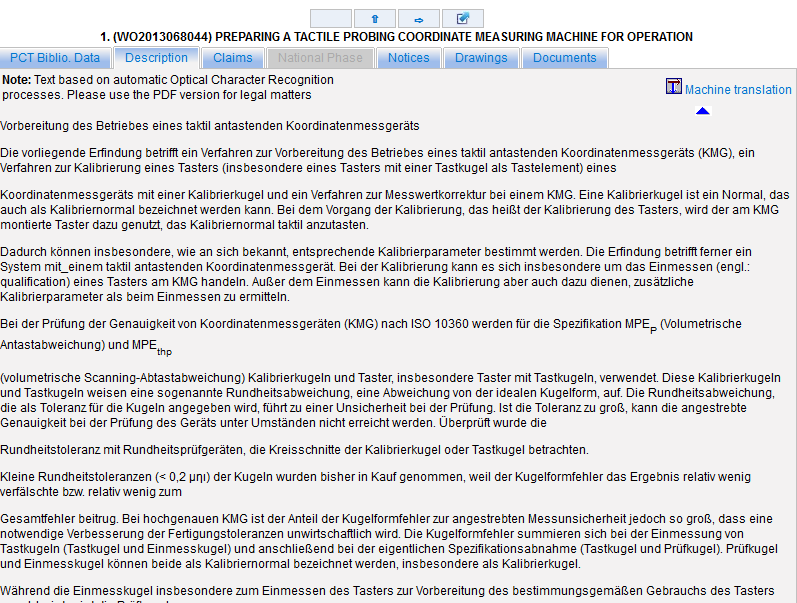 1. (WO2013068044) PREPARING A TACTILE PROBING COORDINATE MEASURING MACHINE FOR OPERATION
PCT Biblio. Data Description Claims National Phase Notices Drawings Documents
Note: Text based on automatic Optical Character Recognition
processes. Please use the PDF version for legal matters
Machine translation
Vorbereitung des Betriebes eines taktil antastenden Koordinatenmessgeräts
Die vorliegende Erfindung betrifft ein Verfahren zur Vorbereitung des Betriebes eines taktil antastenden Koordinatenmessgeräts (KMG), ein
Verfahren zur Kalibrierung eines Tasters (insbesondere eines Tasters mit einer Tastkugel als Tastelement) eines
Koordinatenmessgeräts mit einer Kalibrierkugel und ein Verfahren zur Messwertkorrektur bei einem KMG. Eine Kalibrierkugel ist ein Normal, das
auch als Kalibriernormal bezeichnet werden kann. Bei dem Vorgang der Kalibrierung, das heißt der Kalibrierung des Tasters, wird der am KMG
montierte Taster dazu genutzt, das Kalibriernormal taktil anzutasten.
Dadurch können insbesondere, wie an sich bekannt, entsprechende Kalibrierparameter bestimmt werden. Die Erfindung betrifft ferner ein
System mit_einem taktil antastenden Koordinatenmessgerät. Bei der Kalibrierung kann es sich insbesondere um das Einmessen (engl.:
qualification) eines Tasters am KMG handeln. Außer dem Einmessen kann die Kalibrierung aber auch dazu dienen, zusätzliche
Kalibrierparameter als beim Einmessen zu ermitteln.
Bei der Prüfung der Genauigkeit von Koordinatenmessgeräten (KMG) nach ISO 10360 werden für die Spezifikation MPEP (Volumetrische
Antastabweichung) und MPEthp
(volumetrische Scanning-Abtastabweichung) Kalibrierkugeln und Taster, insbesondere Taster mit Tastkugeln, verwendet. Diese Kalibrierkugeln
und Tastkugeln weisen eine sogenannte Rundheitsabweichung, eine Abweichung von der idealen Kugelform, auf. Die Rundheitsabweichung,
die als Toleranz für die Kugeln angegeben wird, führt zu einer Unsicherheit bei der Prüfung. Ist die Toleranz zu groß, kann die angestrebte
Genauigkeit bei der Prüfung des Geräts unter Umständen nicht erreicht werden. Überprüft wurde die
Rundheitstoleranz mit Rundheitsprüfgeräten, die Kreisschnitte der Kalibrierkugel oder Tastkugel betrachten.
Kleine Rundheitstoleranzen (< 0,2 μηι) der Kugeln wurden bisher in Kauf genommen, weil der Kugelformfehler das Ergebnis relativ wenig
verfälschte bzw. relativ wenig zum
Gesamtfehler beitrug. Bei hochgenauen KMG ist der Anteil der Kugelformfehler zur angestrebten Messunsicherheit jedoch so groß, dass eine
notwendige Verbesserung der Fertigungstoleranzen unwirtschaftlich wird. Die Kugelformfehler summieren sich bei der Einmessung von
Tastkugeln (Tastkugel und Einmesskugel) und anschließend bei der eigentlichen Spezifikationsabnahme (Tastkugel und Prüfkugel). Prüfkugel
und Einmesskugel können beide als Kalibriernormal bezeichnet werden, insbesondere als Kalibrierkugel.
Während die Einmesskugel insbesondere zum Einmessen des Tasters zur Vorbereitung des bestimmungsgemäßen Gebrauchs des Tasters